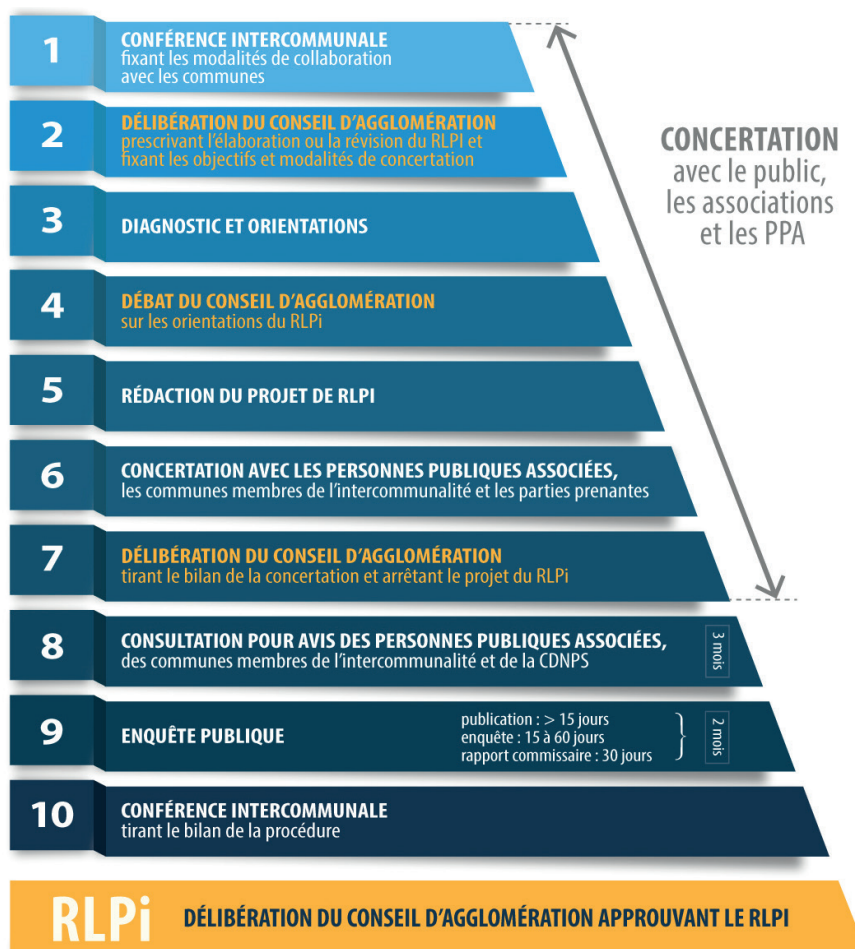 1
CONFÉRENCE INTERCOMMUNALE
fixant les modalités de collaboration
avec les communes
2
DÉLIBÉRATION DU CONSEIL D'AGGLOMÉRATION
prescrivant l'élaboration ou la révision du RLPI et
fixant les objectifs et modalités de concertation
3
DIAGNOSTIC ET ORIENTATIONS
4
DÉBAT DU CONSEIL D'AGGLOMÉRATION
sur les orientations du RLPi
5
RÉDACTION DU PROJET DE RLPI
6
CONCERTATION AVEC LES PERSONNES PUBLIQUES ASSOCIÉES,
les communes membres de l'intercommunalité et les parties prenantes
7
DÉLIBÉRATION DU CONSEIL D'AGGLOMÉRATION
tirant le bilan de la concertation et arrêtant le projet du RLPi
CONCERTATION
avec le public,
les associations
et les PPA
8
CONSULTATION POUR AVIS DES PERSONNES PUBLIQUES ASSOCIÉES,
des communes membres de l'intercommunalité et de la CDNPS
3 mois
9
ENQUÊTE PUBLIQUE
publication : > 15 jours
enquête : 15 à 60 jours
rapport commissaire : 30 jours
2 mois
10
CONFÉRENCE INTERCOMMUNALE
tirant le bilan de la procédure
RLPi DÉLIBÉRATION DU CONSEIL D'AGGLOMÉRATION APPROUVANT LE RLPI